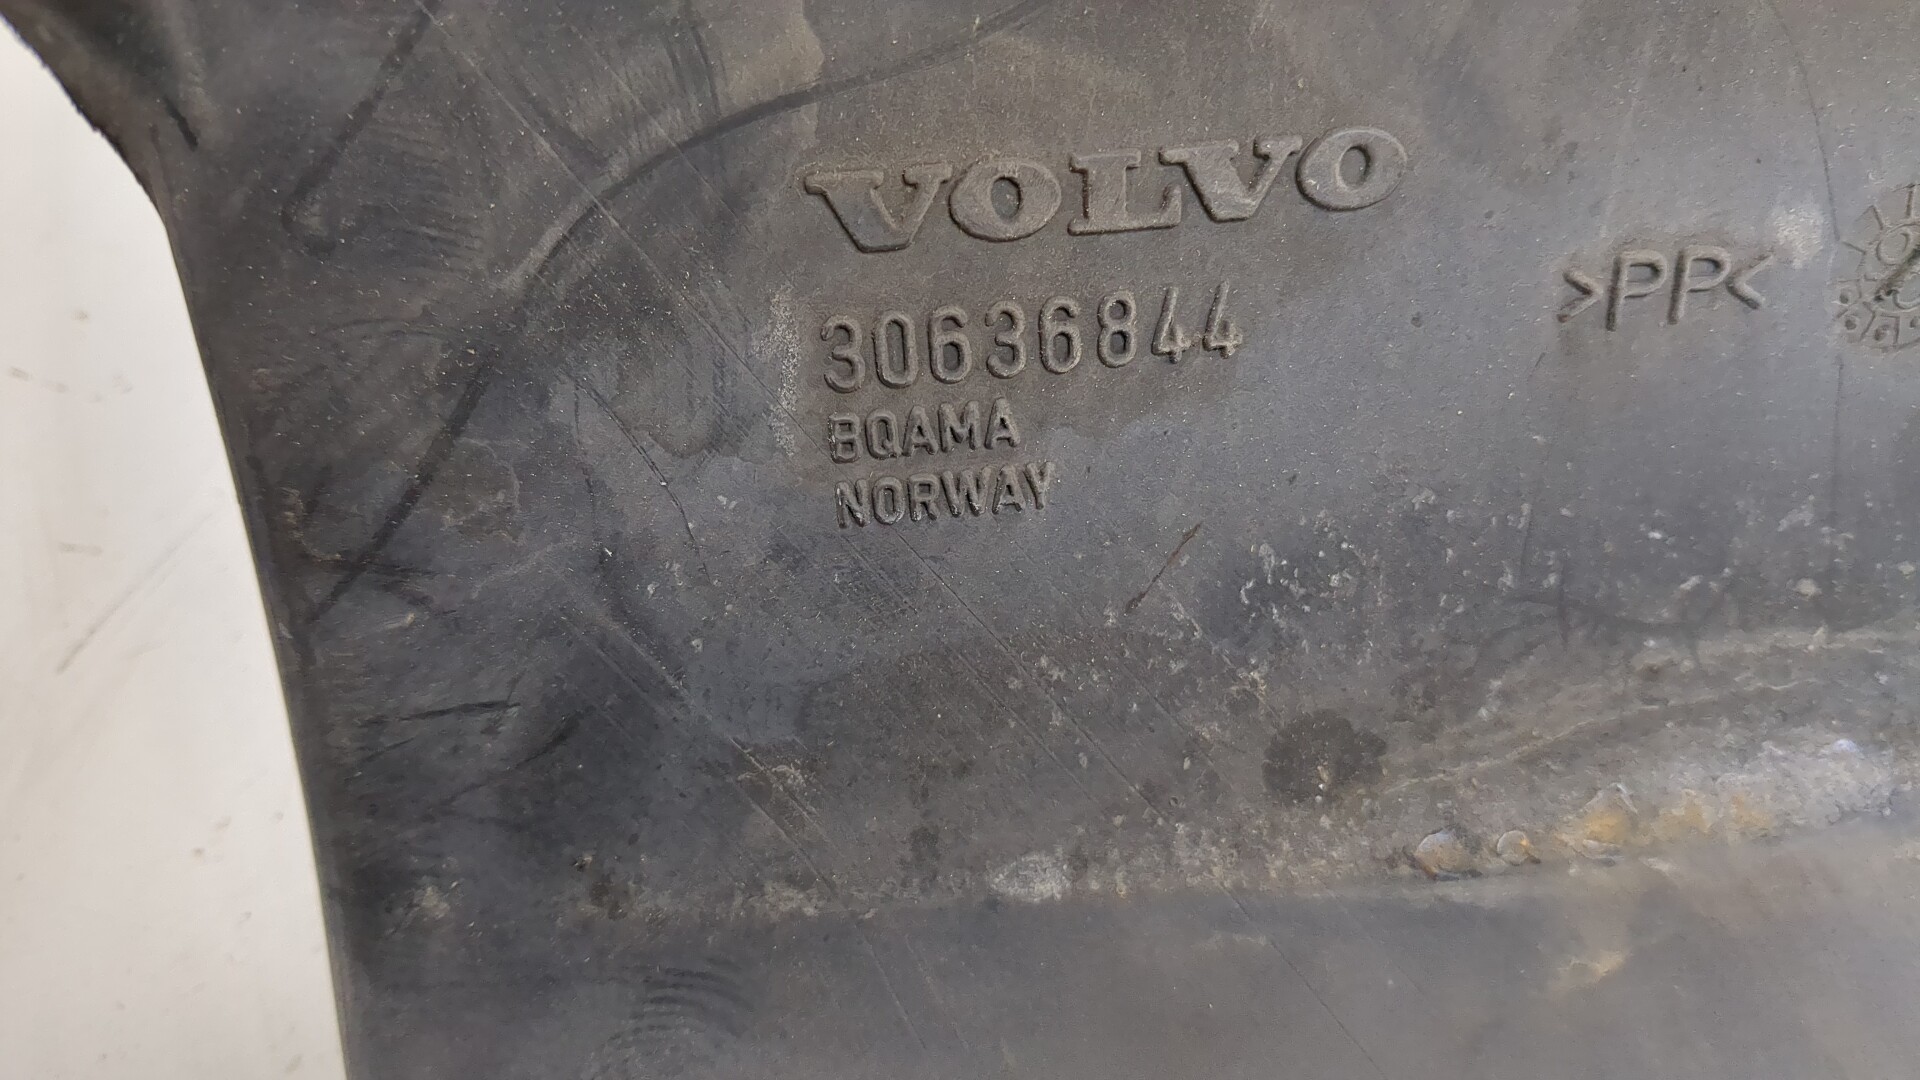 VOLVO
30636844
BQAMA
NORWAY
>PP<